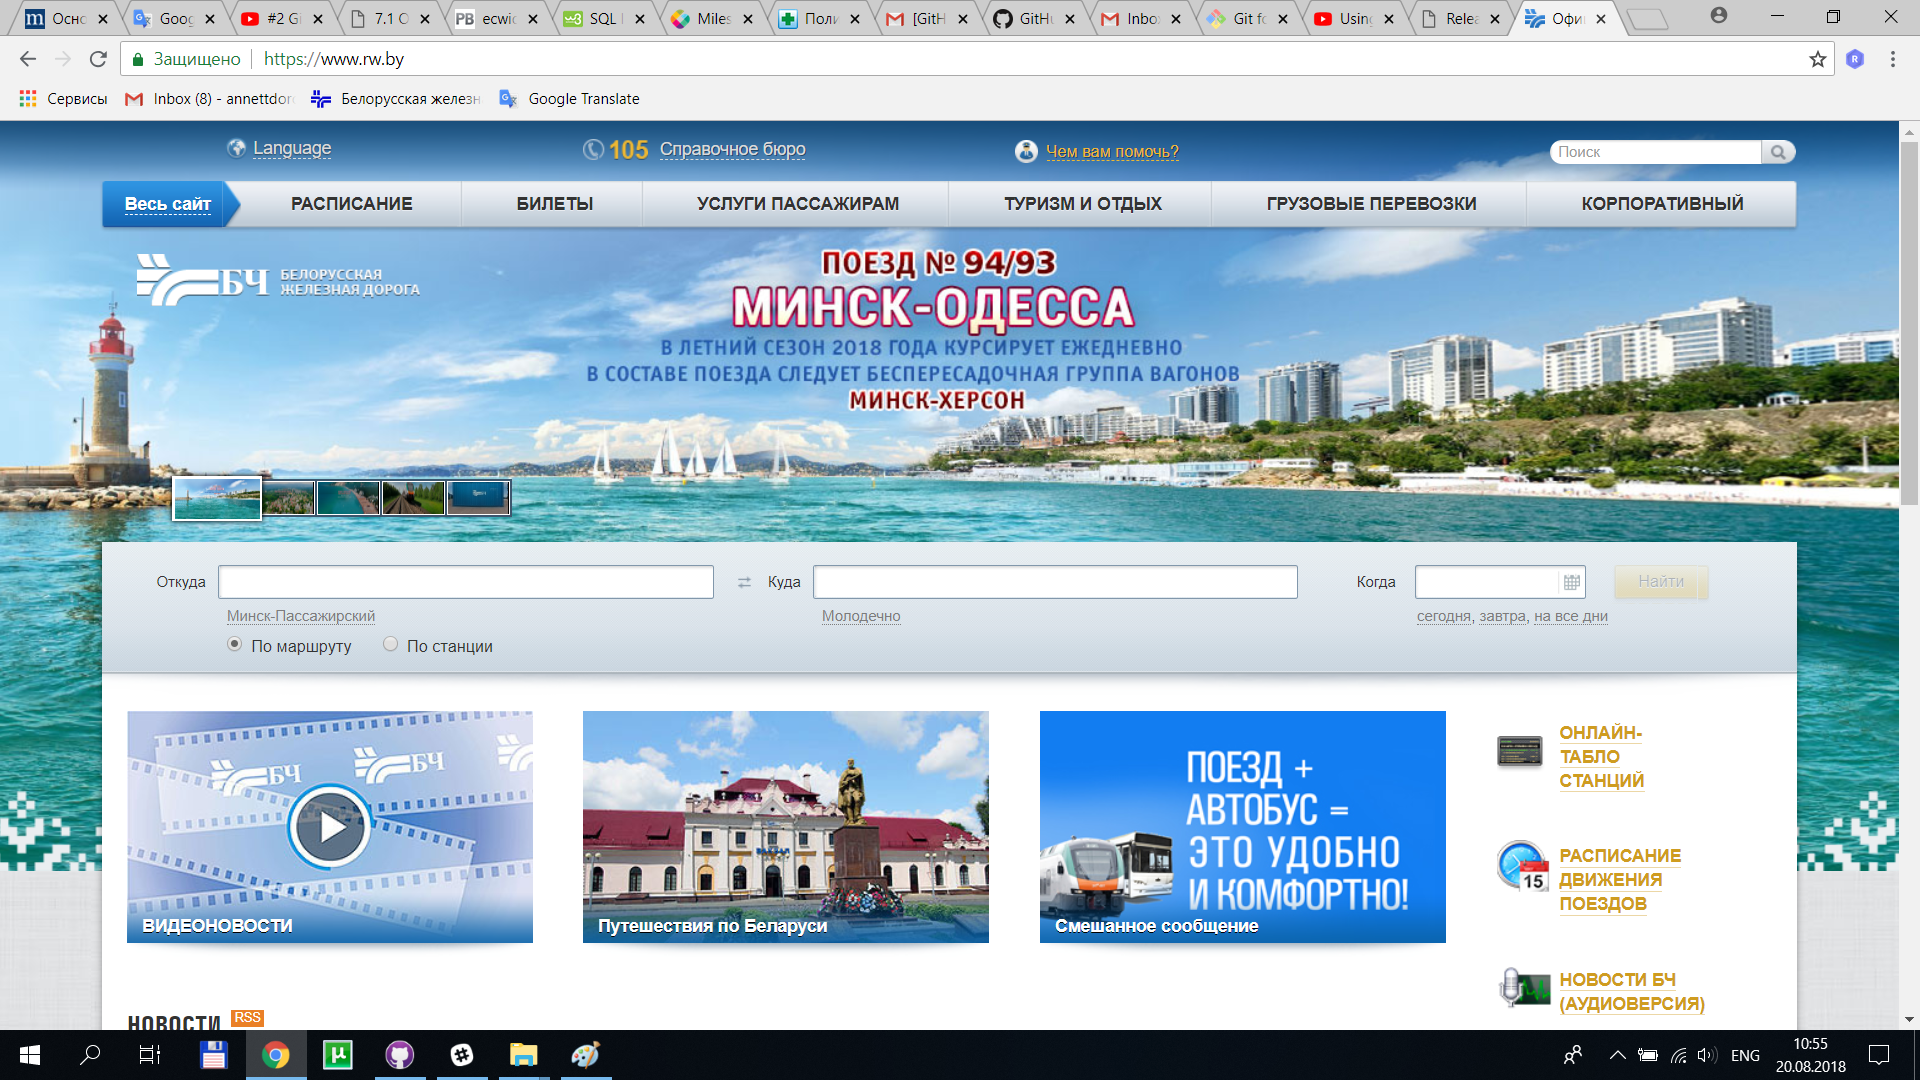 Осно
Goog
#2 Gi
7.1 O
ecwic
SQL
Miles
Поли
[GitH
GitHu
Inbo
Git fo
Using
Relea
Офи
Защищено
https://www.rw.by
Сервисы
Inbox (8) - annettdor
Белорусская железн
Google Translate
Language
105 Справочное бюро
Чем вам помочь?
Поиск
Весь сайт
РАСПИСАНИЕ
БИЛЕТЫ
УСЛУГИ ПАССАЖИРАМ
ТУРИЗМ И ОТДЫХ
ГРУЗОВЫЕ ПЕРЕВОЗКИ
КОРПОРАТИВНЫЙ
БЧ
БЕЛОРУССКАЯ
ЖЕЛЕЗНАЯ ДОРОГА
ПОЕЗД № 94/93
МИНСК-ОДЕССА
В ЛЕТНИЙ СЕЗОН 2018 ГОДА КУРСИРУЕТ ЕЖЕДНЕВНО
В СОСТАВЕ ПОЕЗДА СЛЕДУЕТ БЕСПЕРЕСАДОЧНАЯ ГРУППА ВАГОНОВ
МИНСК-ХЕРСОН
Откуда
Куда
Когда
Найти
Минск-Пассажирский
Молодечно
сегодня, завтра, на все дни
По маршруту
По станции
БЧ
БЧ
ВИДЕОНОВОСТИ
ВАКЗАЛ
Путешествия по Беларуси
ПОЕЗД +
АВТОБУС =
ЭТО УДОБНО
И КОМФОРТНО!
Смешанное сообщение
ОНЛАЙН-
ТАБЛО
СТАНЦИЙ
15
РАСПИСАНИЕ
ДВИЖЕНИЯ
ПОЕЗДОВ
НОВОСТИ БЧ
(АУДИОВЕРСИЯ)
НОВОСТИ
RSS
ENG
10:55
20.08.2018